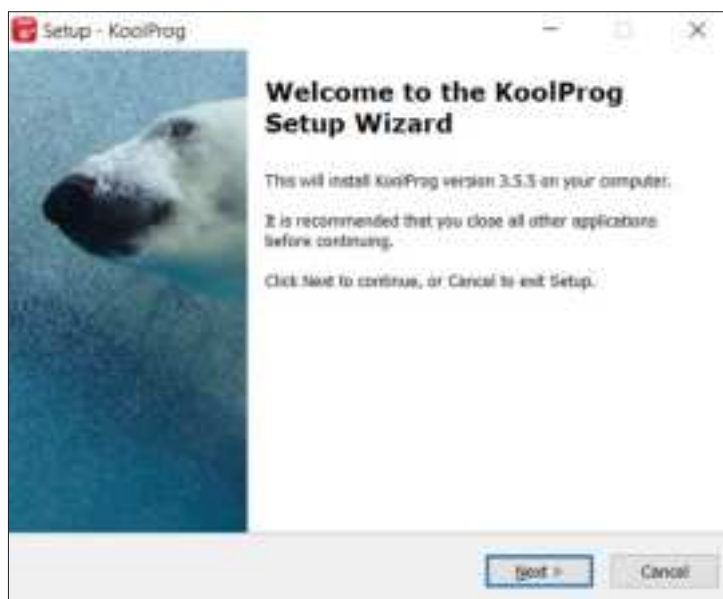 Setup - KoolProg
Welcome to the KoolProg
Setup Wizard
This will install KoolProg version 3.5.5 on your computer.
It is recommended that you close all other applications
before continuing.
Click Next to continue, or Cancel to exit Setup.
Next >
Cancel